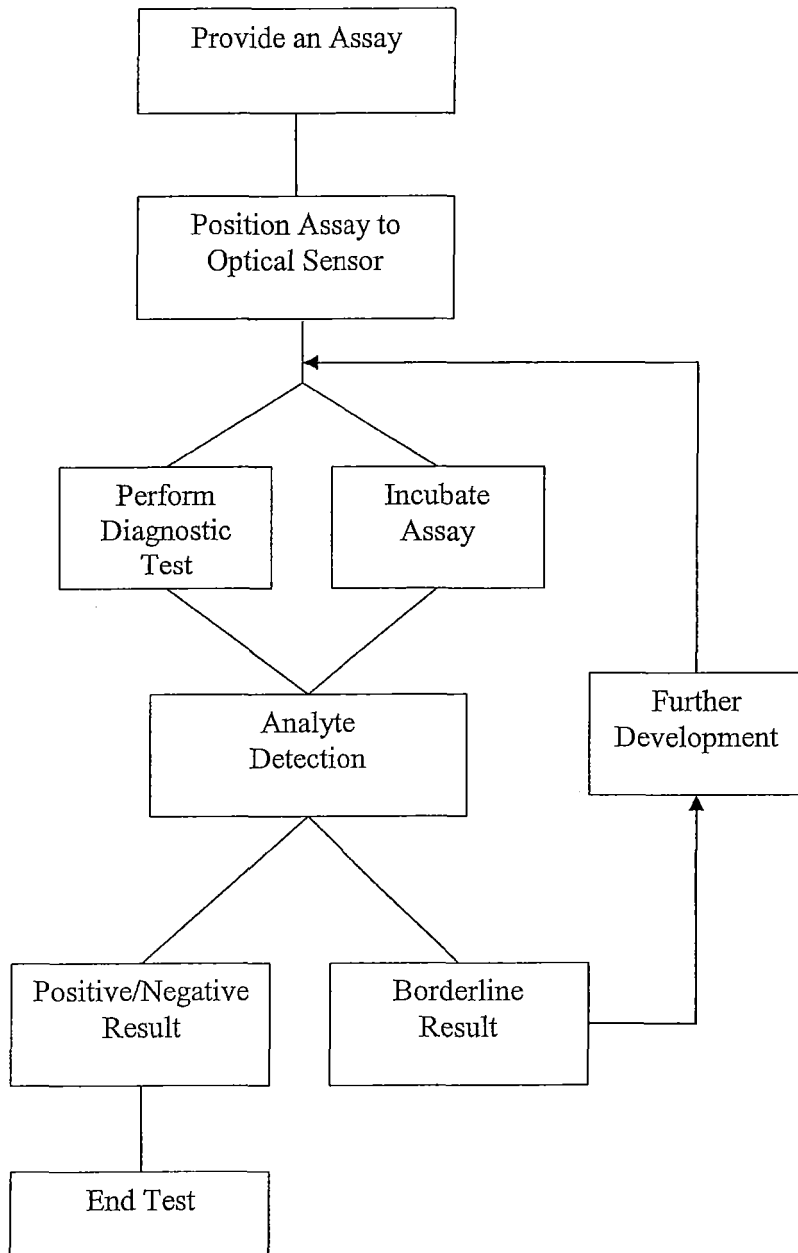 Provide an Assay
Position Assay to
Optical Sensor
Perform
Diagnostic
Test
Incubate
Assay
Analyte
Detection
Further
Development
Positive/Negative
Result
Borderline
Result
End Test